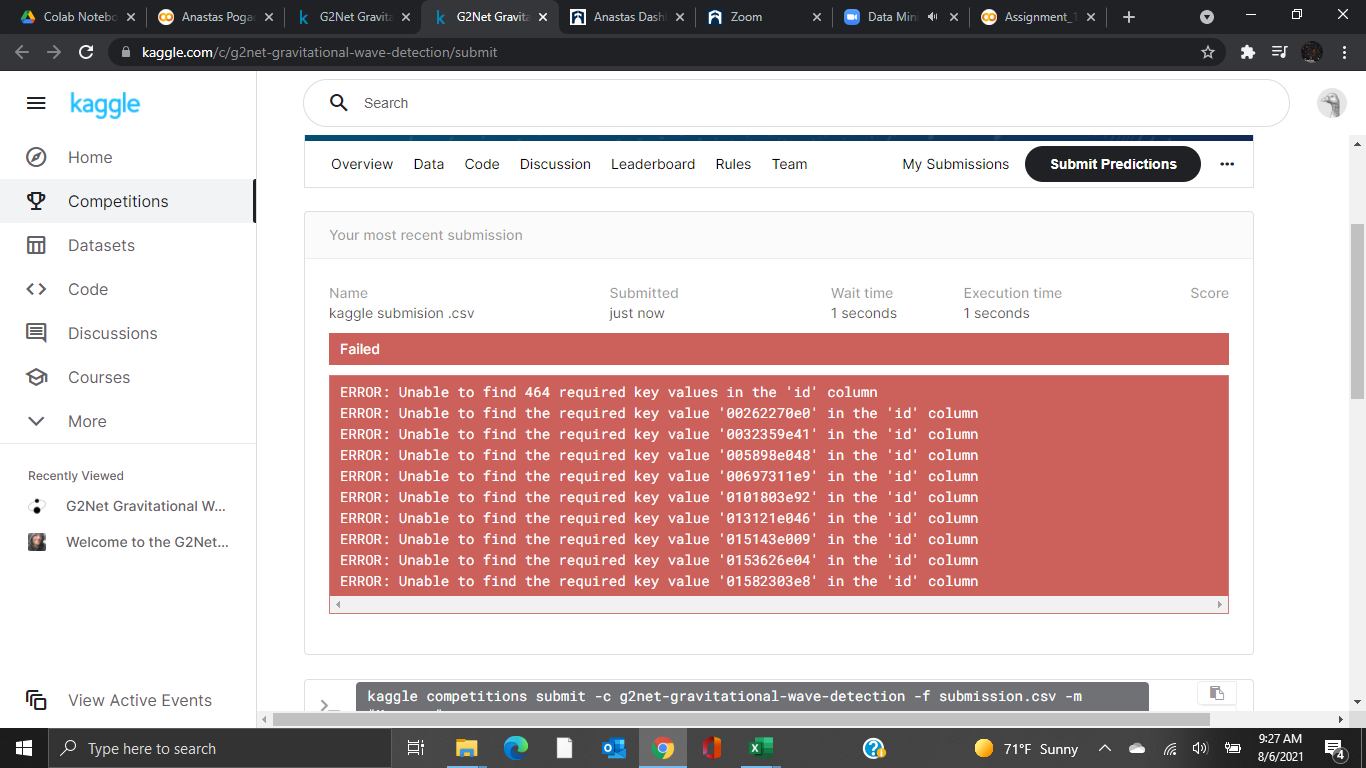 Colab Notebo
Anastas Poga
G2Net Gravita
G2Net Gravita
Anastas Dash
Zoom
Data Min
Assignment_1
kaggle.com/c/g2net-gravitational-wave-detection/submit
kaggle
Search
Home
Competitions
Datasets
Code
Discussions
Courses
More
Recently Viewed
G2Net Gravitational W...
Welcome to the G2Net...
View Active Events
Overview Data Code Discussion Leaderboard Rules Team My Submissions Submit Predictions
Your most recent submission
Name Submitted Wait time Execution time Score
kaggle submision .csv just now 1 seconds 1 seconds
Failed
ERROR: Unable to find 464 required key values in the 'id' column
ERROR: Unable to find the required key value '00262270e0' in the 'id' column
ERROR: Unable to find the required key value '0032359e41' in the 'id' column
ERROR: Unable to find the required key value '005898e048' in the 'id' column
ERROR: Unable to find the required key value '00697311e9' in the 'id' column
ERROR: Unable to find the required key value '0101803e92' in the 'id' column
ERROR: Unable to find the required key value '013121e046' in the 'id' column
ERROR: Unable to find the required key value '015143e009' in the 'id' column
ERROR: Unable to find the required key value '0153626e04' in the 'id' column
ERROR: Unable to find the required key value '01582303e8' in the 'id' column
kaggle competitions submit -c g2net-gravitational-wave-detection -f submission.csv -m
Type here to search
71°F Sunny
9:27 AM
8/6/2021
4